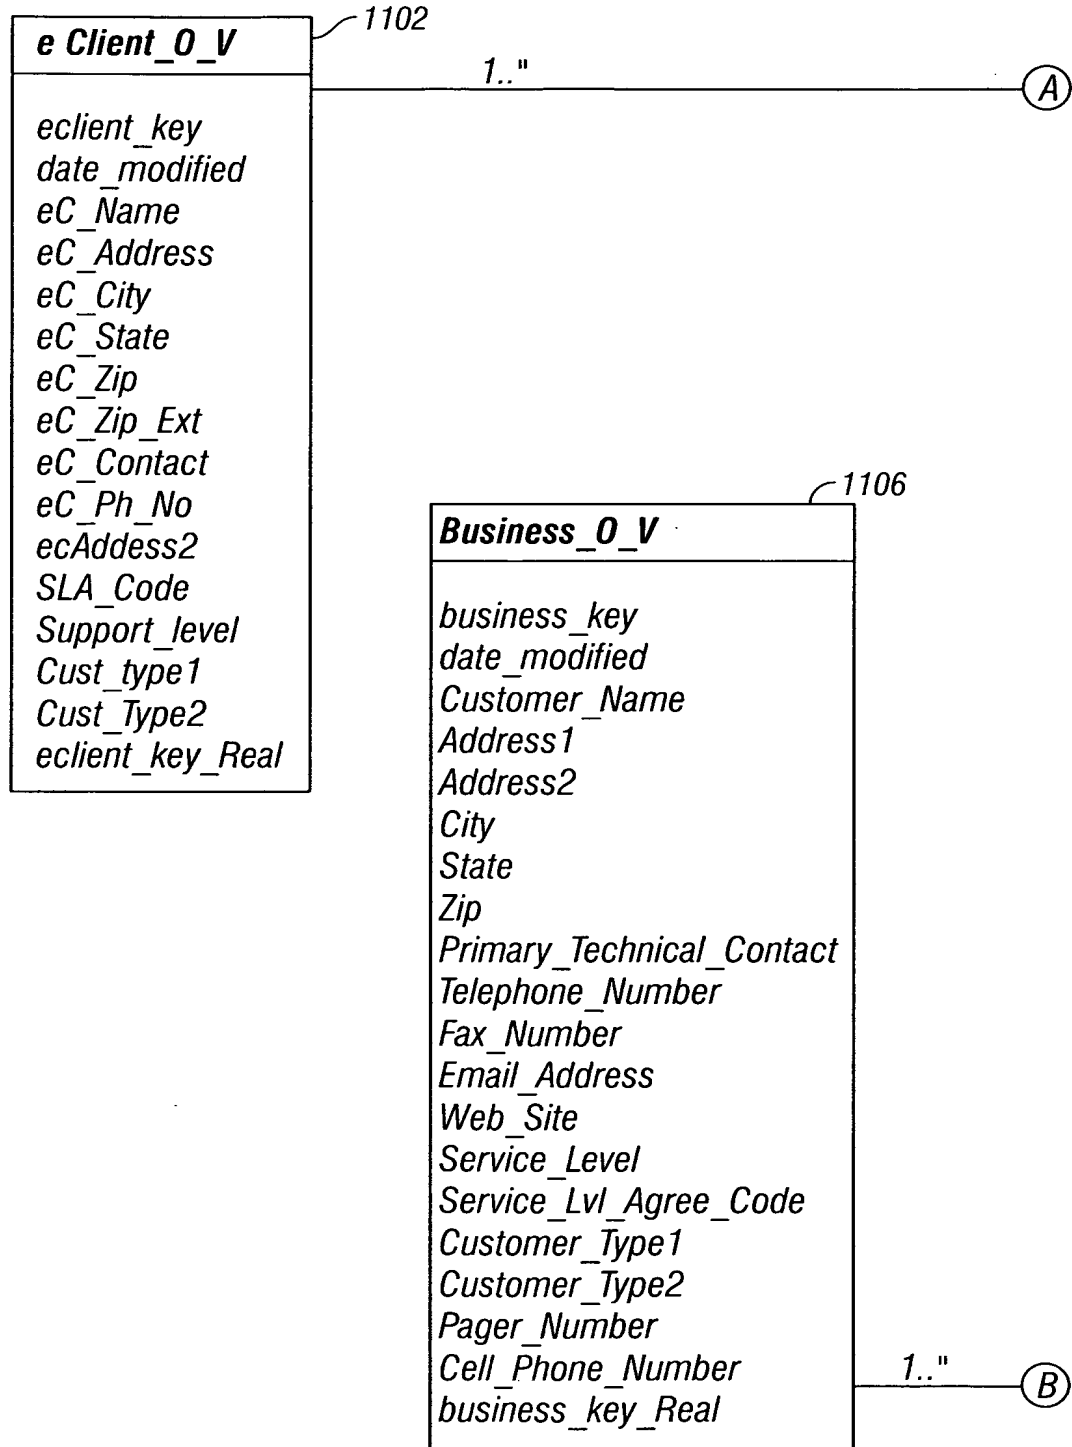 e Client_O_V
1102
1.."
A
eclient_key
date_modified
eC_Name
eC_Address
eC_City
eC_State
eC_Zip
eC_Zip_Ext
eC_Contact
eC_Ph_No
ecAddess2
SLA_Code
Support_level
Cust_type1
Cust_Type2
eclient_key_Real
1106
Business_O_V
business_key
date_modified
Customer_Name
Address1
Address2
City
State
Zip
Primary_Technical_Contact
Telephone_Number
Fax_Number
Email_Address
Web_Site
Service_Level
Service_Lvl_Agree_Code
Customer_Type1
Customer_Type2
Pager_Number
Cell_Phone_Number
business_key_Real
1.."
B